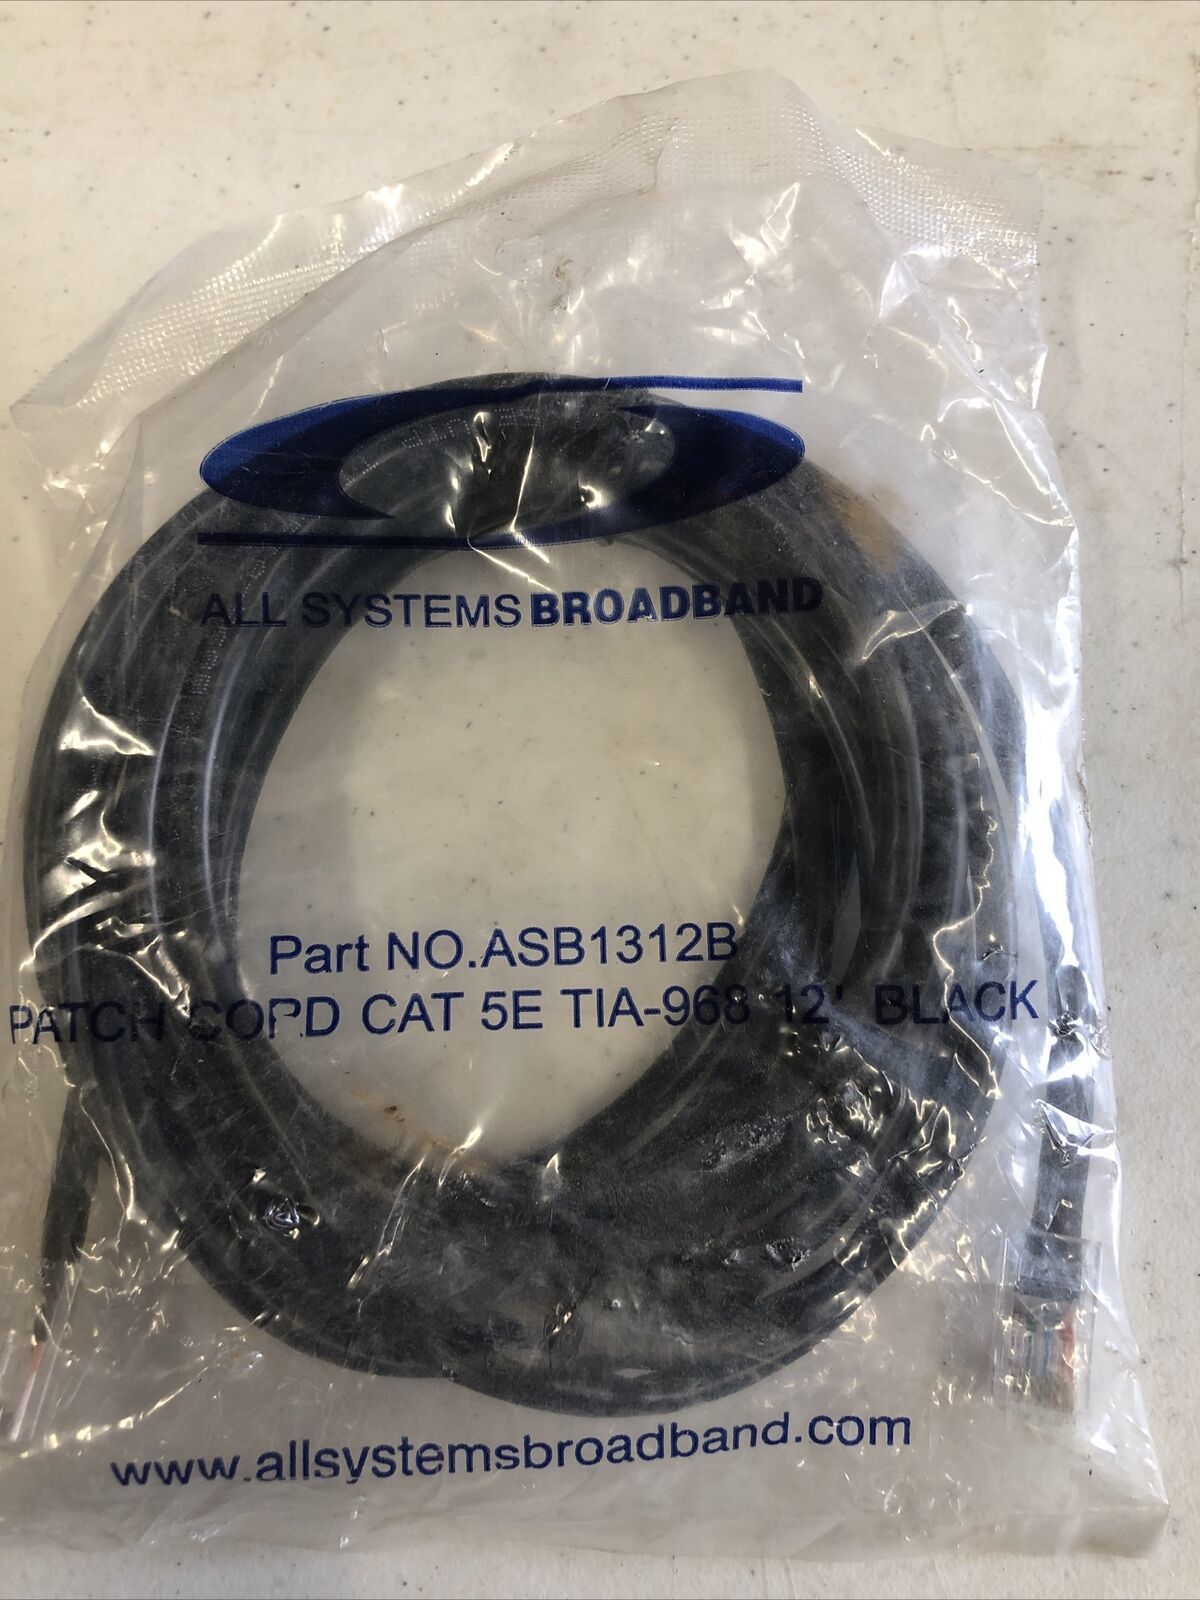 ALL SYSTEMS BROADBAND
Part NO.ASB1312B
PATCH CORD CAT 5E TIA-968 12' BLACK
www.allsystemsbroadband.com